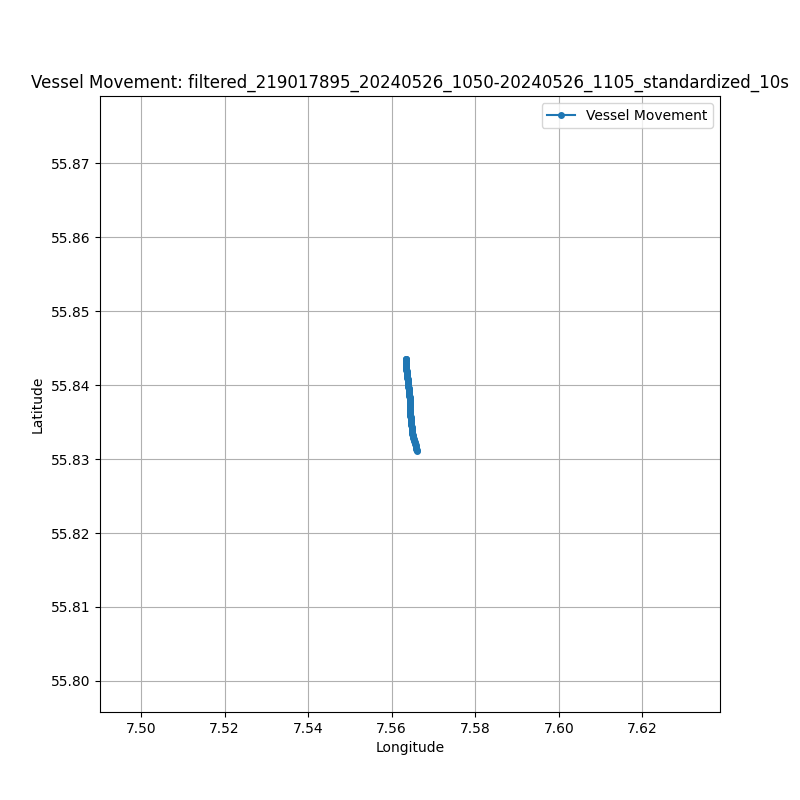 Vessel Movement: filtered_219017895_20240526_1050-20240526_1105_standardized_10s
Vessel Movement
55.87
55.86
55.85
55.84
55.83
55.82
55.81
55.80
Latitude
7.50 7.52 7.54 7.56 7.58 7.60 7.62
Longitude